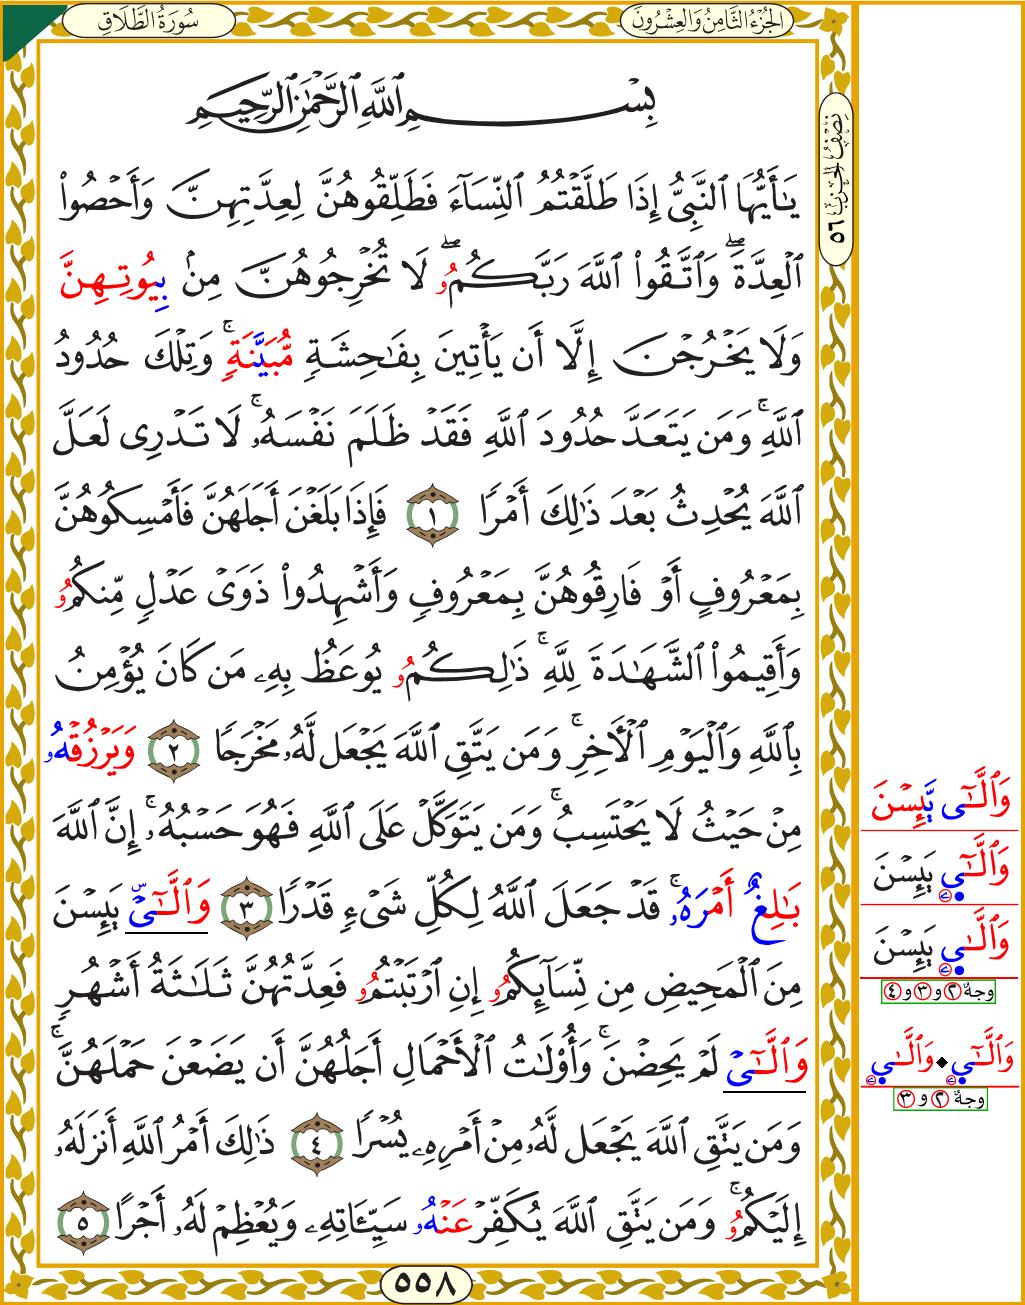 سُورَةُ الطَّلَاقِ
الجُزْءُ الثَّامِنُ وَالعِشْرُونَ
نِصْفُ الحِزْبِ ٥٦
بِسْمِ ٱللَّهِ ٱلرَّحْمَٰنِ ٱلرَّحِيمِ
يَٰأَيُّهَا ٱلنَّبِىُّ إِذَا طَلَّقْتُمُ ٱلنِّسَآءَ فَطَلِّقُوهُنَّ لِعِدَّتِهِنَّ وَأَحْصُوا۟
ٱلْعِدَّةَۖ وَٱتَّقُوا۟ ٱللَّهَ رَبَّكُمُۥۖ لَا تُخْرِجُوهُنَّ مِنۢ بِيُوتِهِنَّ
وَلَا يَخْرُجْنَ إِلَّا أَن يَأْتِينَ بِفَٰحِشَةٍ مُّبَيَّنَةٍۚ وَتِلْكَ حُدُودُ
ٱللَّهِۚ وَمَن يَتَعَدَّ حُدُودَ ٱللَّهِ فَقَدْ ظَلَمَ نَفْسَهُۥۚ لَا تَدْرِى لَعَلَّ
ٱللَّهَ يُحْدِثُ بَعْدَ ذَٰلِكَ أَمْرًا ١ فَإِذَا بَلَغْنَ أَجَلَهُنَّ فَأَمْسِكُوهُنَّ
بِمَعْرُوفٍ أَوْ فَارِقُوهُنَّ بِمَعْرُوفٍ وَأَشْهِدُوا۟ ذَوَىْ عَدْلٍ مِّنكُمُۥ
وَأَقِيمُوا۟ ٱلشَّهَٰدَةَ لِلَّهِۚ ذَٰلِكُمُۥ يُوعَظُ بِهِۦ مَن كَانَ يُؤْمِنُ
بِٱللَّهِ وَٱلْيَوْمِ ٱلْأَخِرِۚ وَمَن يَتَّقِ ٱللَّهَ يَجْعَل لَّهُۥ مَخْرَجًا ٢ وَيَرْزُقْهُۥ
مِنْ حَيْثُ لَا يَحْتَسِبُۚ وَمَن يَتَوَكَّلْ عَلَى ٱللَّهِ فَهُوَ حَسْبُهُۥۚ إِنَّ ٱللَّهَ
بَٰلِغٌ أَمْرَهُۥۚ قَدْ جَعَلَ ٱللَّهُ لِكُلِّ شَىْءٍ قَدْرًا ٣ وَٱلَّٰٓىْ يَئِسْنَ
مِنَ ٱلْمَحِيضِ مِن نِّسَآئِكُمُۥ إِنِ ٱرْتَبْتُمُۥ فَعِدَّتُهُنَّ ثَلَٰثَةُ أَشْهُرٍ
وَٱلَّٰٓىْ لَمْ يَحِضْنَۚ وَأُو۟لَٰتُ ٱلْأَحْمَالِ أَجَلُهُنَّ أَن يَضَعْنَ حَمْلَهُنَّۚ
وَمَن يَتَّقِ ٱللَّهَ يَجْعَل لَّهُۥ مِنْ أَمْرِهِۦ يُسْرًا ٤ ذَٰلِكَ أَمْرُ ٱللَّهِ أَنزَلَهُۥ
إِلَيْكُمُۥۚ وَمَن يَتَّقِ ٱللَّهَ يُكَفِّرْ عَنْهُۥ سَيِّـَٔاتِهِۦ وَيُعْظِمْ لَهُۥ أَجْرًا ٥
٥٥٨
وَٱلَّٰٓى يَّئِسْنَ
وَٱلَّٰٓي يَئِسْنَ
وَٱلَّٰي يَئِسْنَ
وجهٌ ٢ و ٣ و ٤
وَٱلَّٰٓي ◆ وَٱلَّٰي
وجهٌ ٢ و ٣